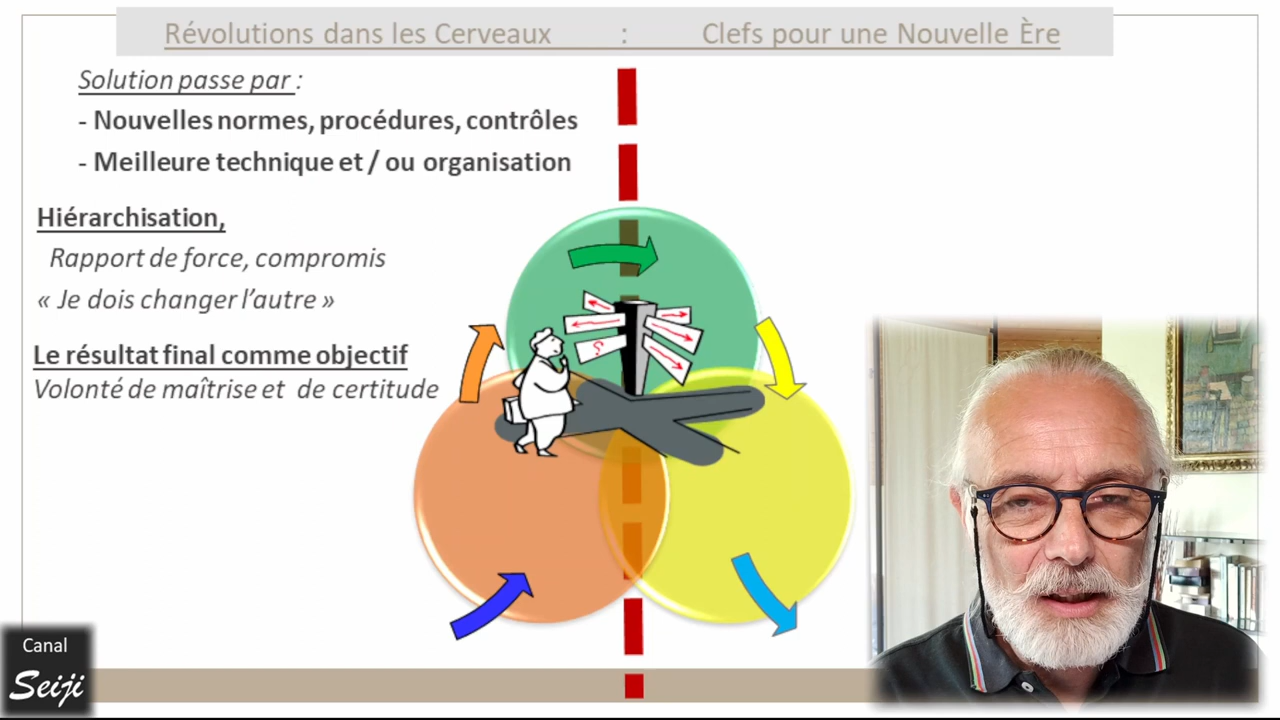 Révolutions dans les Cerveaux : Clefs pour une Nouvelle Ère
Solution passe par :
- Nouvelles normes, procédures, contrôles
- Meilleure technique et / ou organisation
Hiérarchisation,
Rapport de force, compromis
« Je dois changer l’autre »
Le résultat final comme objectif
Volonté de maîtrise et de certitude
?
Canal
Seiji